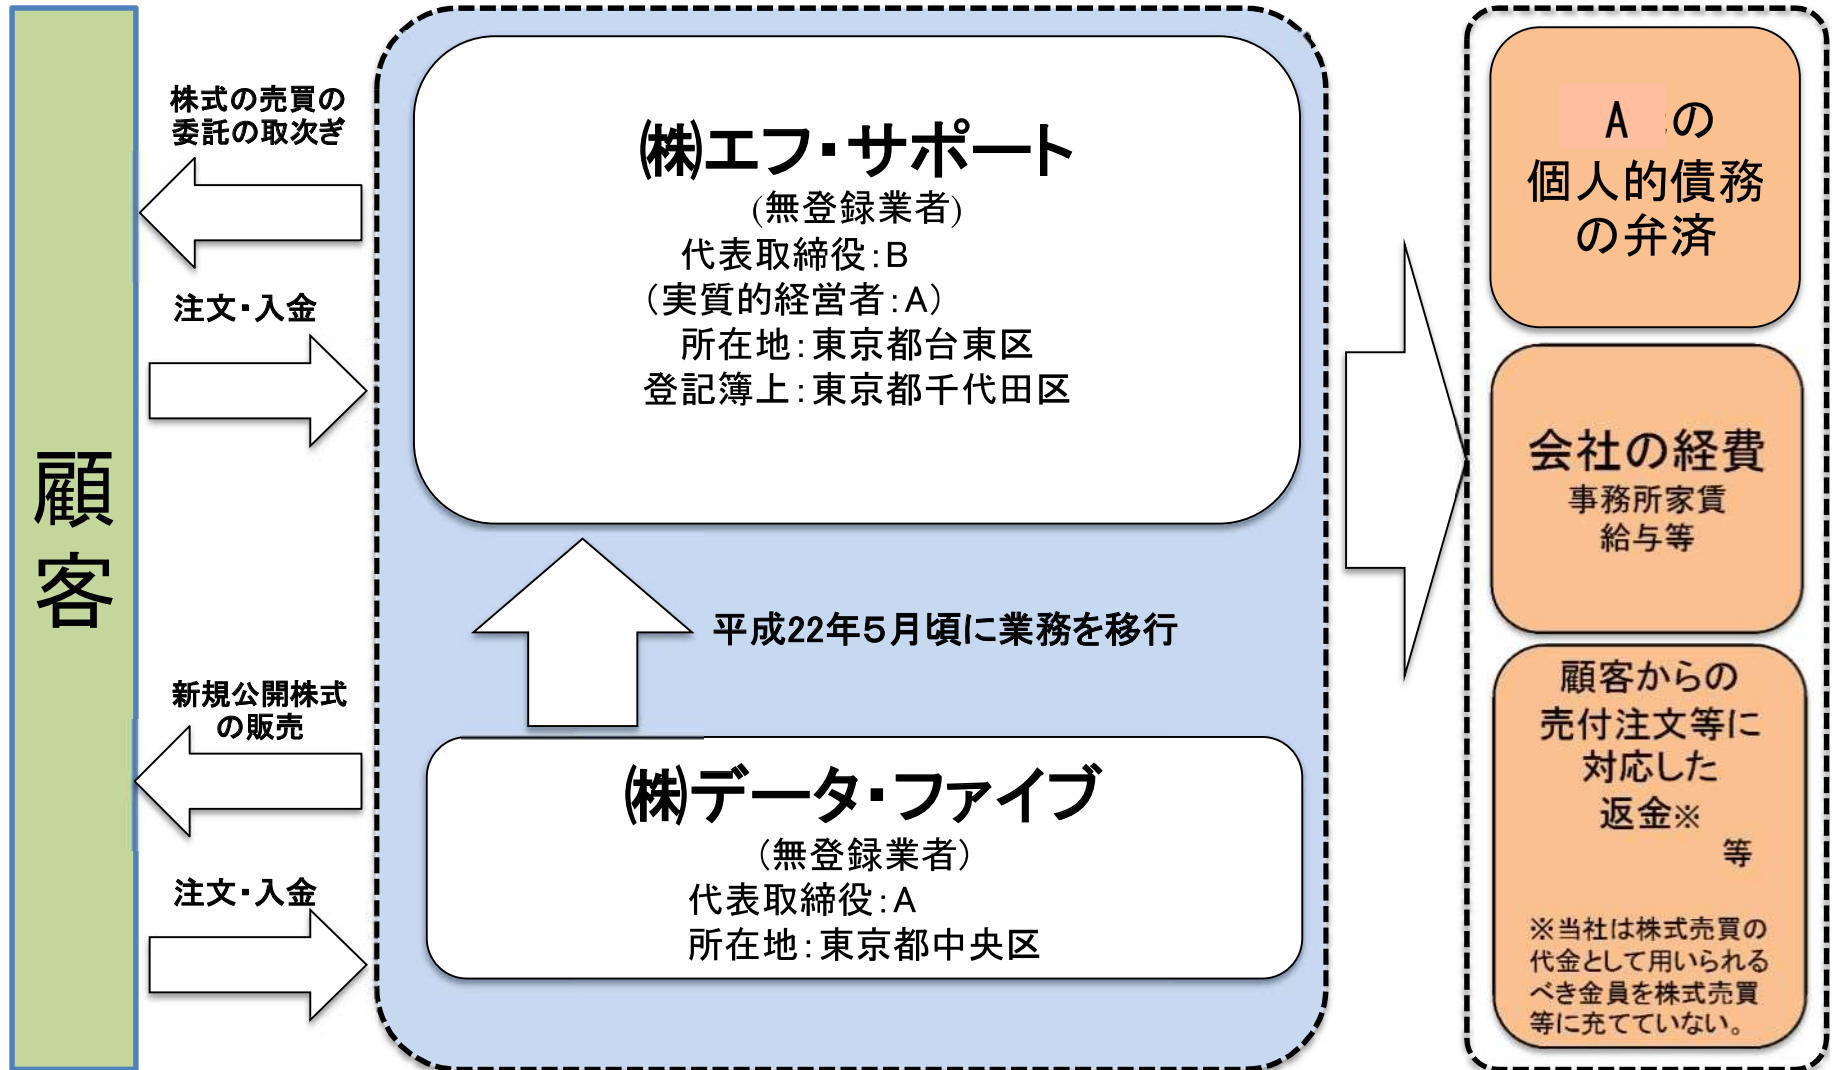 顧
客
株式の売買の
委託の取次ぎ
注文・入金
新規公開株式
の販売
注文・入金
㈱エフ・サポート
(無登録業者)
代表取締役:B
(実質的経営者:A)
所在地:東京都台東区
登記簿上:東京都千代田区
平成22年5月頃に業務を移行
㈱データ・ファイブ
(無登録業者)
代表取締役:A
所在地:東京都中央区
A の
個人的債務
の弁済
会社の経費
事務所家賃
給与等
顧客からの
売付注文等に
対応した
返金※
等
※当社は株式売買の
代金として用いられる
べき金員を株式売買
等に充てていない。